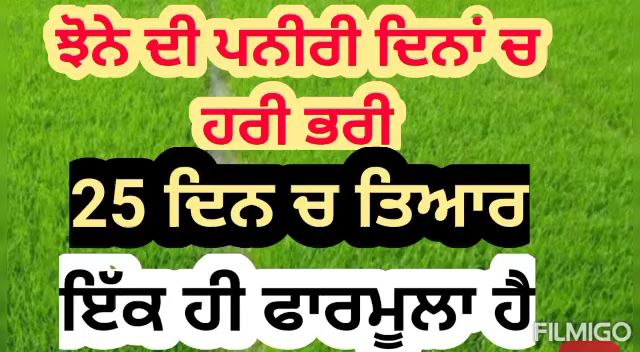 ਝੋਨੇ ਦੀ ਪਨੀਰੀ ਦਿਨਾਂ ਚ
ਹਰੀ ਭਰੀ
25 ਦਿਨ ਚ ਤਿਆਰ
ਇੱਕ ਹੀ ਫਾਰਮੂਲਾ ਹੈ
FILMIGO